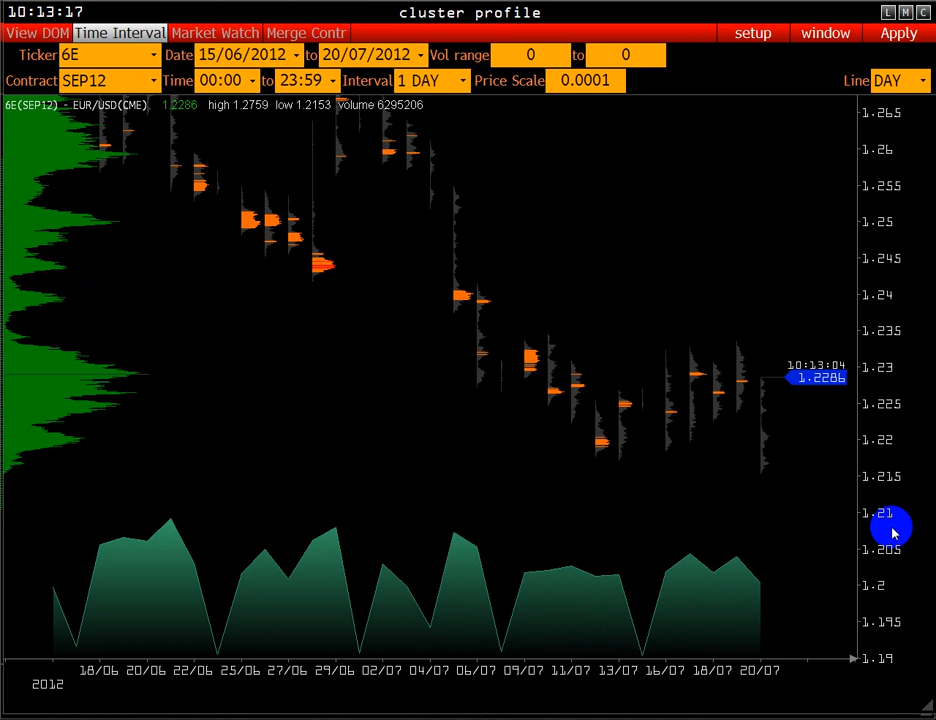 10:13:17
cluster profile
L M C
View DOM Time Interval Market Watch Merge Contr setup window Apply
Ticker 6E Date 15/06/2012 to 20/07/2012 Vol range 0 to 0
Contract SEP12 Time 00:00 to 23:59 Interval 1 DAY Price Scale 0.0001 Line DAY
6E(SEP12) - EUR/USD(CME) 1.2286 high 1.2759 low 1.2153 volume 6295206
1.265
1.26
1.255
1.25
1.245
1.24
1.235
1.23
10:13:04
1.2286
1.225
1.22
1.215
1.21
1.205
1.2
1.195
1.19
18/06 20/06 22/06 25/06 27/06 29/06 02/07 04/07 06/07 09/07 11/07 13/07 16/07 18/07 20/07
2012